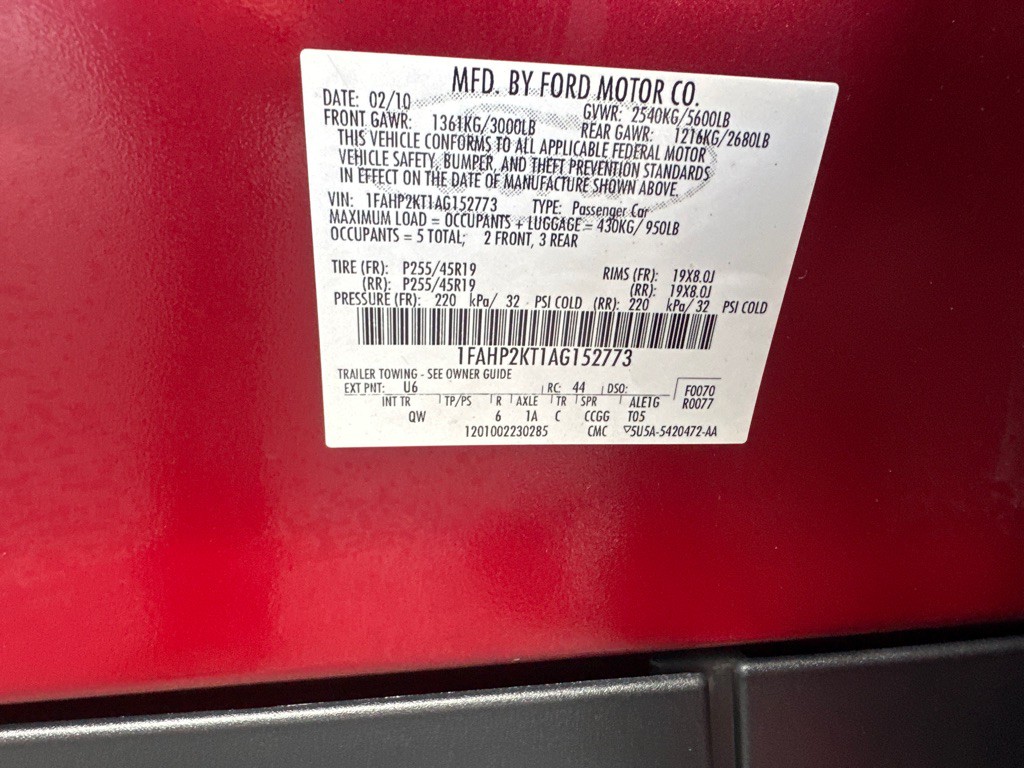 MFD. BY FORD MOTOR CO.
DATE: 02/10 GVWR: 2540KG/5600LB
FRONT GAWR: 1361KG/3000LB REAR GAWR: 1216KG/2680LB
THIS VEHICLE CONFORMS TO ALL APPLICABLE FEDERAL MOTOR
VEHICLE SAFETY, BUMPER, AND THEFT PREVENTION STANDARDS
IN EFFECT ON THE DATE OF MANUFACTURE SHOWN ABOVE.
VIN: 1FAHP2KT1AG152773 TYPE: Passenger Car
MAXIMUM LOAD = OCCUPANTS + LUGGAGE = 430KG/ 950LB
OCCUPANTS = 5 TOTAL; 2 FRONT, 3 REAR
TIRE (FR): P255/45R19 RIMS (FR): 19X8.0J
(RR): P255/45R19 (RR): 19X8.0J
PRESSURE (FR): 220 kPa/ 32 PSI COLD (RR): 220 kPa/ 32 PSI COLD
1FAHP2KT1AG152773
TRAILER TOWING - SEE OWNER GUIDE
EXT PNT: U6 RC: 44 DSO: F0070
INT TR TP/PS R AXLE TR SPR ALE1G R0077
QW 6 1A C CCGG T05
1201002230285 CMC ▽5U5A-5420472-AA